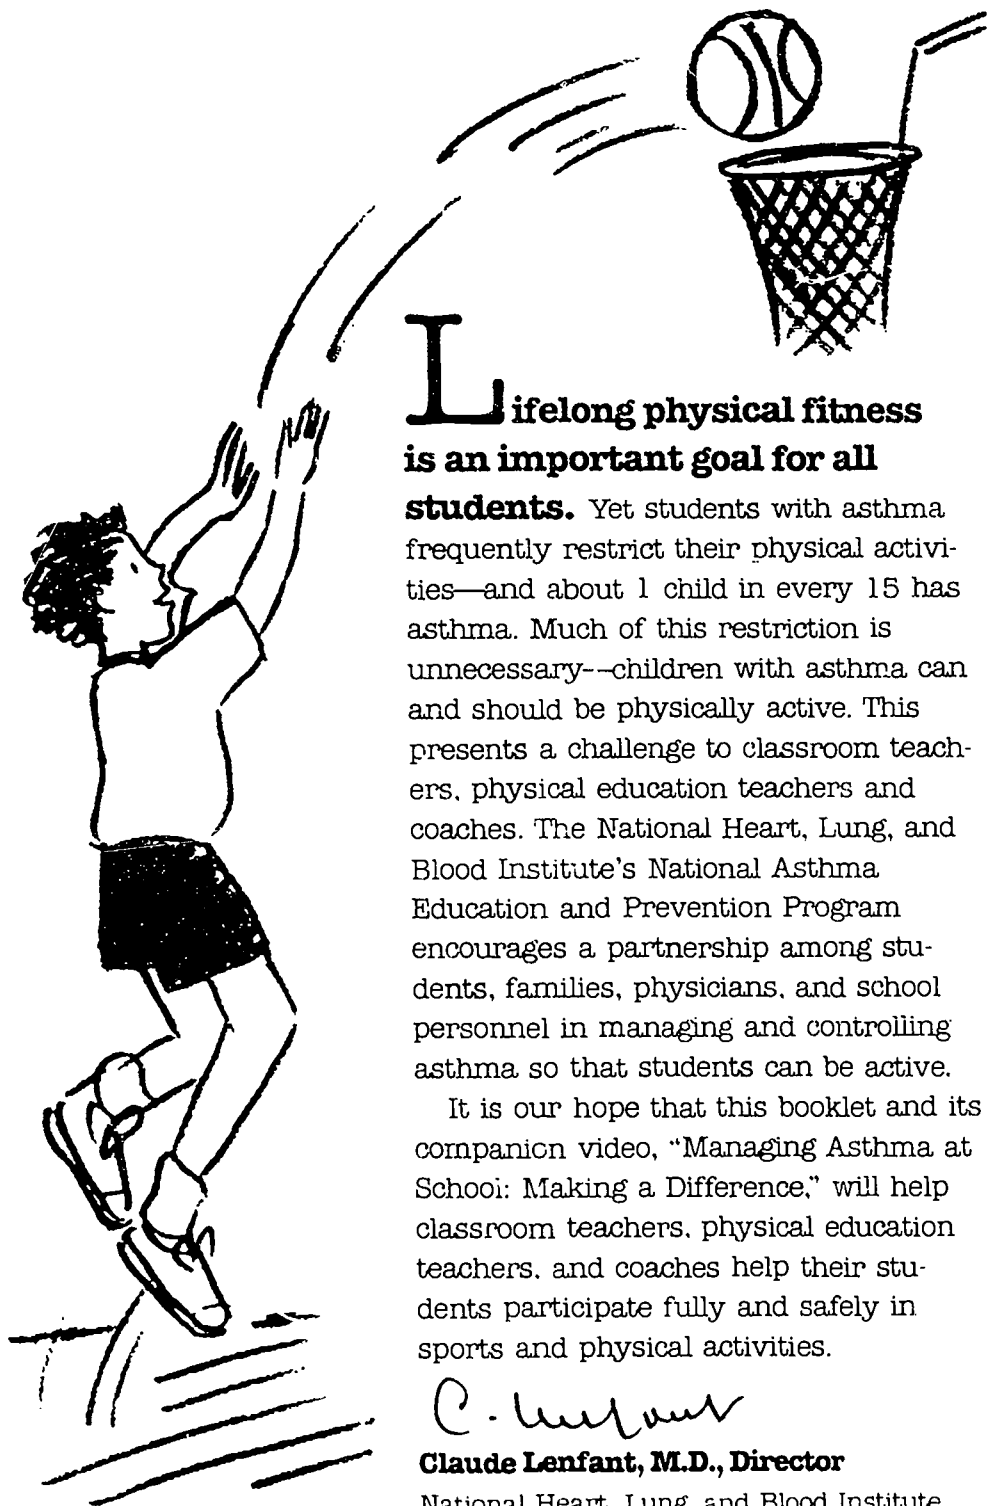 Lifelong physical fitness
is an important goal for all
students. Yet students with asthma
frequently restrict their physical activi-
ties—and about 1 child in every 15 has
asthma. Much of this restriction is
unnecessary--children with asthma can
and should be physically active. This
presents a challenge to classroom teach-
ers, physical education teachers and
coaches. The National Heart, Lung, and
Blood Institute's National Asthma
Education and Prevention Program
encourages a partnership among stu-
dents, families, physicians, and school
personnel in managing and controlling
asthma so that students can be active.
It is our hope that this booklet and its
companion video, "Managing Asthma at
School: Making a Difference," will help
classroom teachers, physical education
teachers, and coaches help their stu-
dents participate fully and safely in
sports and physical activities.
C. Lenfant
Claude Lenfant, M.D., Director
National Heart, Lung, and Blood Institute